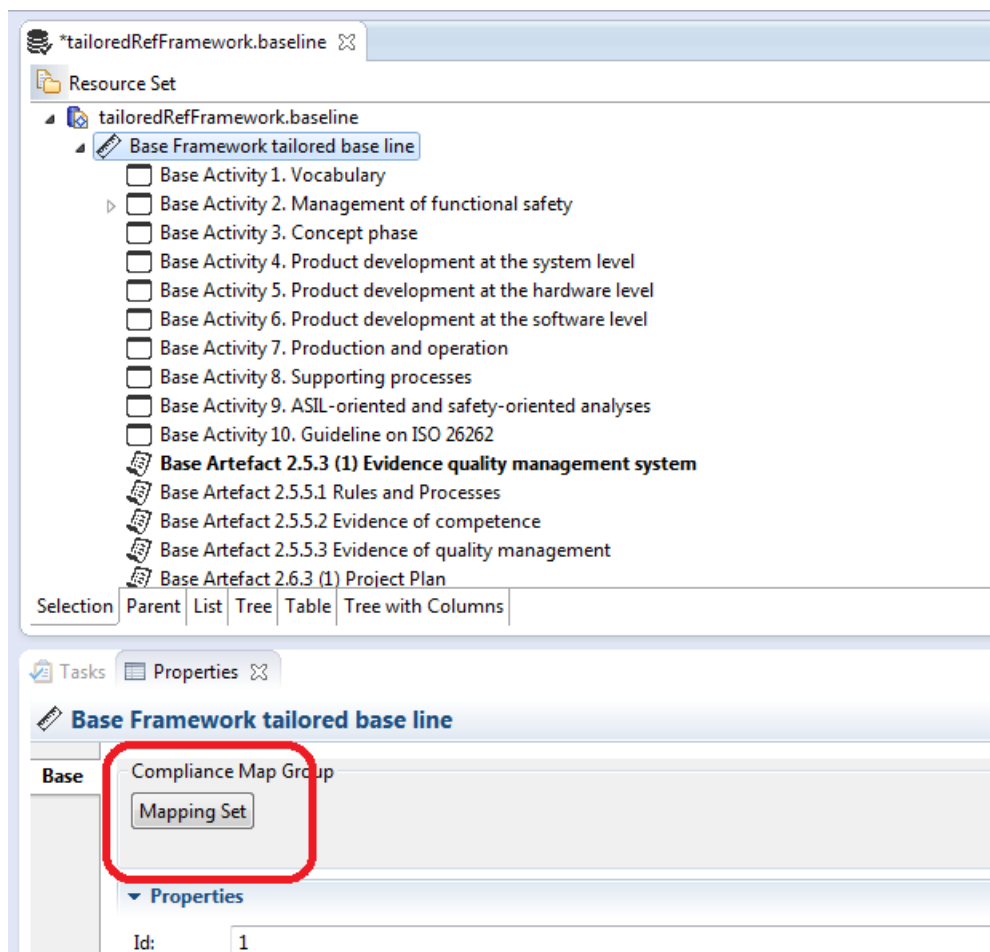 *tailoredRefFramework.baseline
Resource Set
tailoredRefFramework.baseline
Base Framework tailored base line
Base Activity 1. Vocabulary
Base Activity 2. Management of functional safety
Base Activity 3. Concept phase
Base Activity 4. Product development at the system level
Base Activity 5. Product development at the hardware level
Base Activity 6. Product development at the software level
Base Activity 7. Production and operation
Base Activity 8. Supporting processes
Base Activity 9. ASIL-oriented and safety-oriented analyses
Base Activity 10. Guideline on ISO 26262
Base Artefact 2.5.3 (1) Evidence quality management system
Base Artefact 2.5.5.1 Rules and Processes
Base Artefact 2.5.5.2 Evidence of competence
Base Artefact 2.5.5.3 Evidence of quality management
Base Artefact 2.6.3 (1) Project Plan
Selection Parent List Tree Table Tree with Columns
Tasks Properties
Base Framework tailored base line
Base Compliance Map Group
Mapping Set
Properties
Id: 1